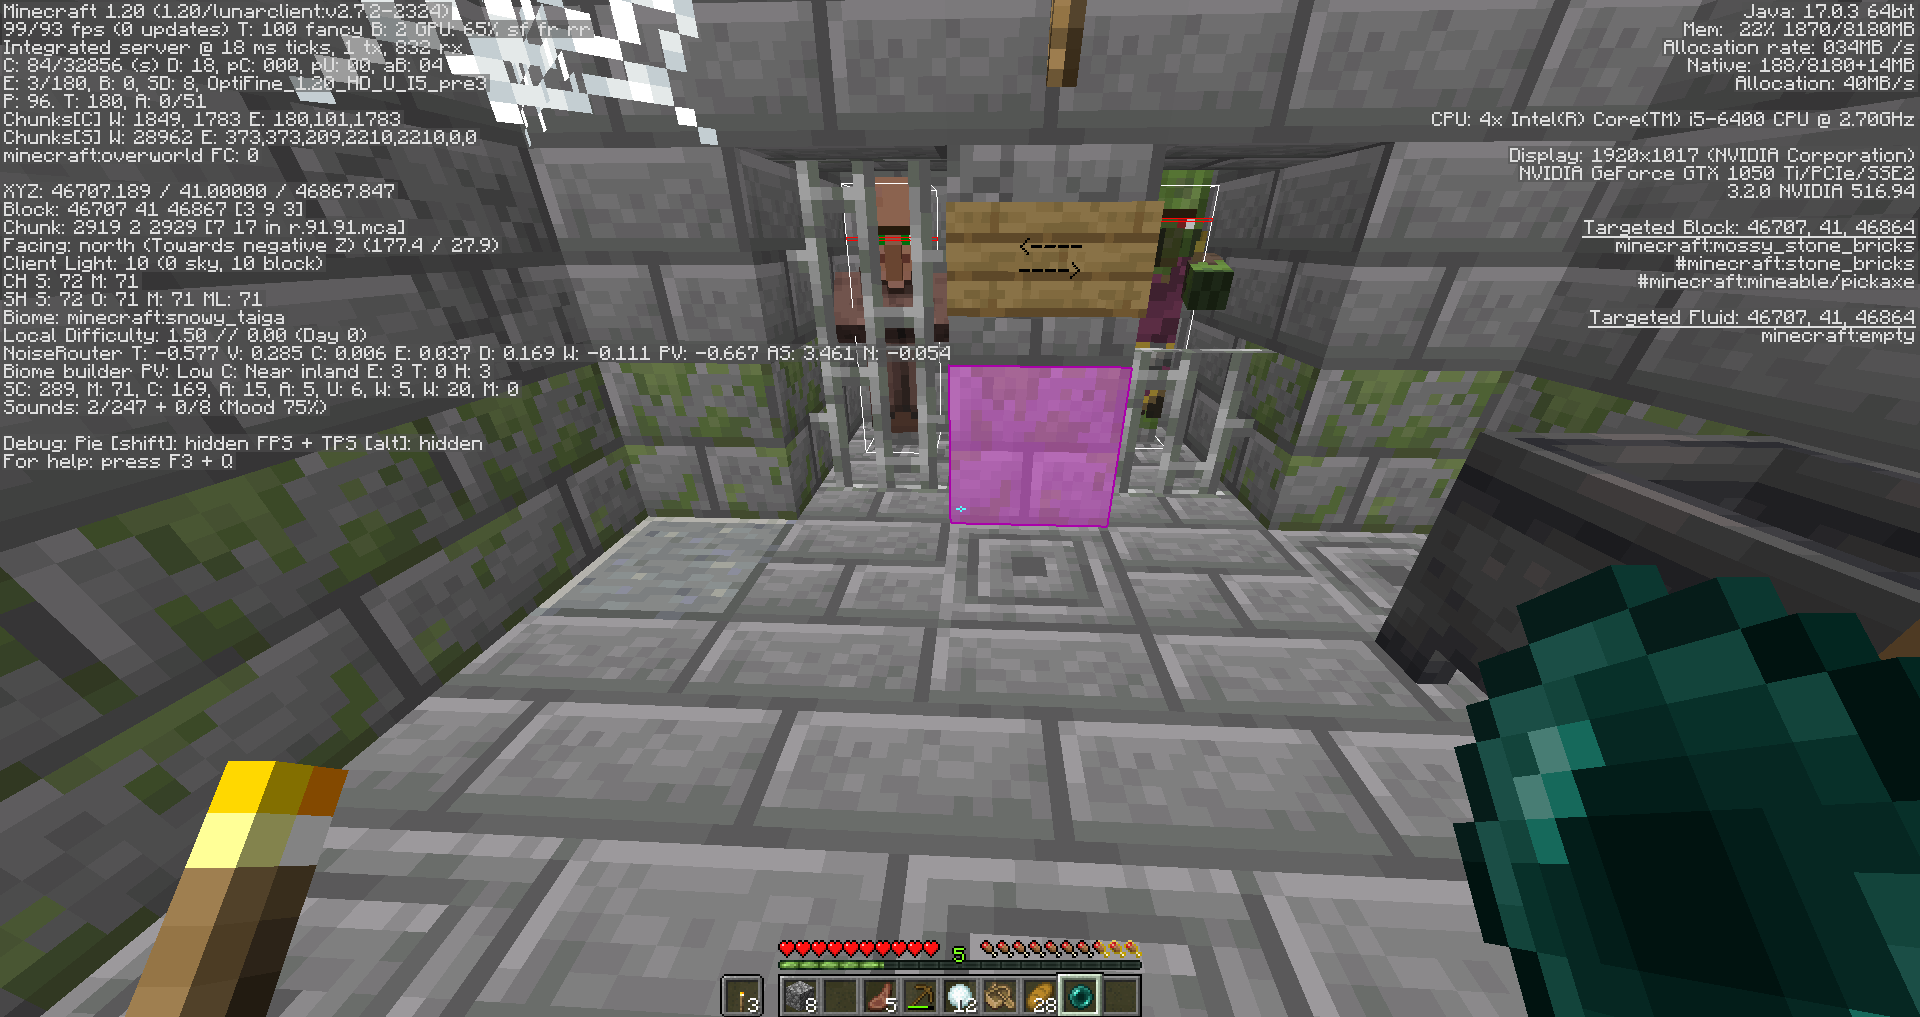 Minecraft 1.20 (1.20/lunarclient:v2.7.2-2324)
99/93 fps (0 updates) T: 100 fancy B: 2 GPU: 65% sf fr rr
Integrated server @ 18 ms ticks, 1 tx, 832 rx
C: 84/32856 (s) D: 18, pC: 000, pU: 00, aB: 04
E: 3/180, B: 0, SD: 8, OptiFine_1.20_HD_U_I5_pre3
P: 96. T: 180, A: 0/51
Chunks[C] W: 1849, 1783 E: 180,101,1783
Chunks[S] W: 28962 E: 373,373,209,2210,2210,0,0
minecraft:overworld FC: 0
XYZ: 46707.189 / 41.00000 / 46867.847
Block: 46707 41 46867 [3 9 3]
Chunk: 2919 2 2929 [7 17 in r.91.91.mca]
Facing: north (Towards negative Z) (177.4 / 27.9)
Client Light: 10 (0 sky, 10 block)
CH S: 72 M: 71
SH S: 72 O: 71 M: 71 ML: 71
Biome: minecraft:snowy_taiga
Local Difficulty: 1.50 // 0.00 (Day 0)
NoiseRouter T: -0.577 V: 0.285 C: 0.006 E: 0.037 D: 0.169 W: -0.111 PV: -0.667 AS: 3.461 N: -0.054
Biome builder PV: Low C: Near inland E: 3 T: 0 H: 3
SC: 289, M: 71, C: 169, A: 15, A: 5, U: 6, W: 5, W: 20, M: 0
Sounds: 2/247 + 0/8 (Mood 75%)
Debug: Pie [shift]: hidden FPS + TPS [alt]: hidden
For help: press F3 + Q
Java: 17.0.3 64bit
Mem: 22% 1870/8180MB
Allocation rate: 034MB /s
Native: 188/8180+14MB
Allocation: 40MB/s
CPU: 4x Intel(R) Core(TM) i5-6400 CPU @ 2.70GHz
Display: 1920x1017 (NVIDIA Corporation)
NVIDIA GeForce GTX 1050 Ti/PCIe/SSE2
3.2.0 NVIDIA 516.94
Targeted Block: 46707, 41, 46864
minecraft:mossy_stone_bricks
#minecraft:stone_bricks
#minecraft:mineable/pickaxe
Targeted Fluid: 46707, 41, 46864
minecraft:empty
<----
---->
5
3 8 5 12 28